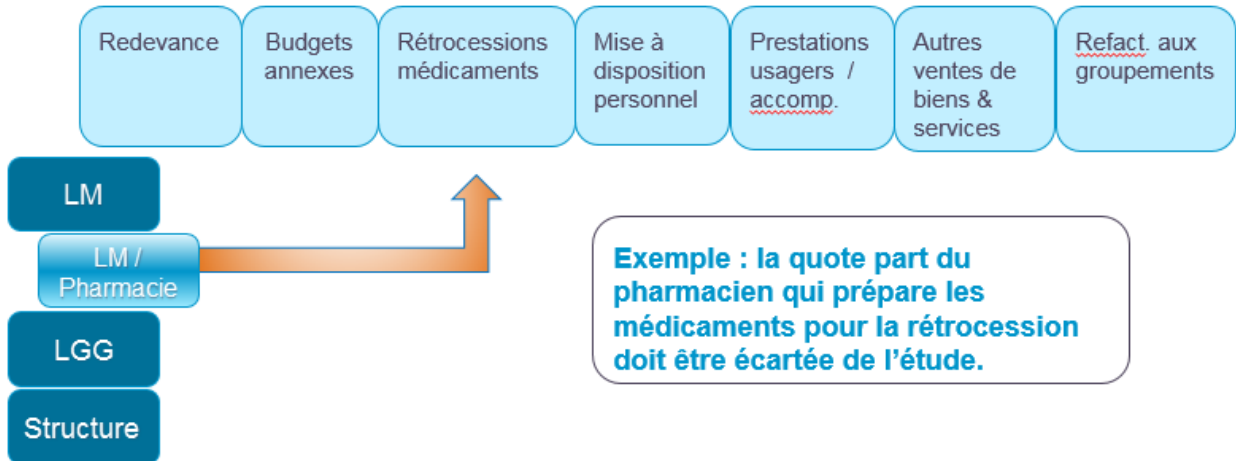 Redevance
Budgets
annexes
Rétrocessions
médicaments
Mise à
disposition
personnel
Prestations
usagers /
accomp.
Autres
ventes de
biens &
services
Refact. aux
groupements
LM
LM /
Pharmacie
LGG
Structure
Exemple : la quote part du
pharmacien qui prépare les
médicaments pour la rétrocession
doit être écartée de l’étude.